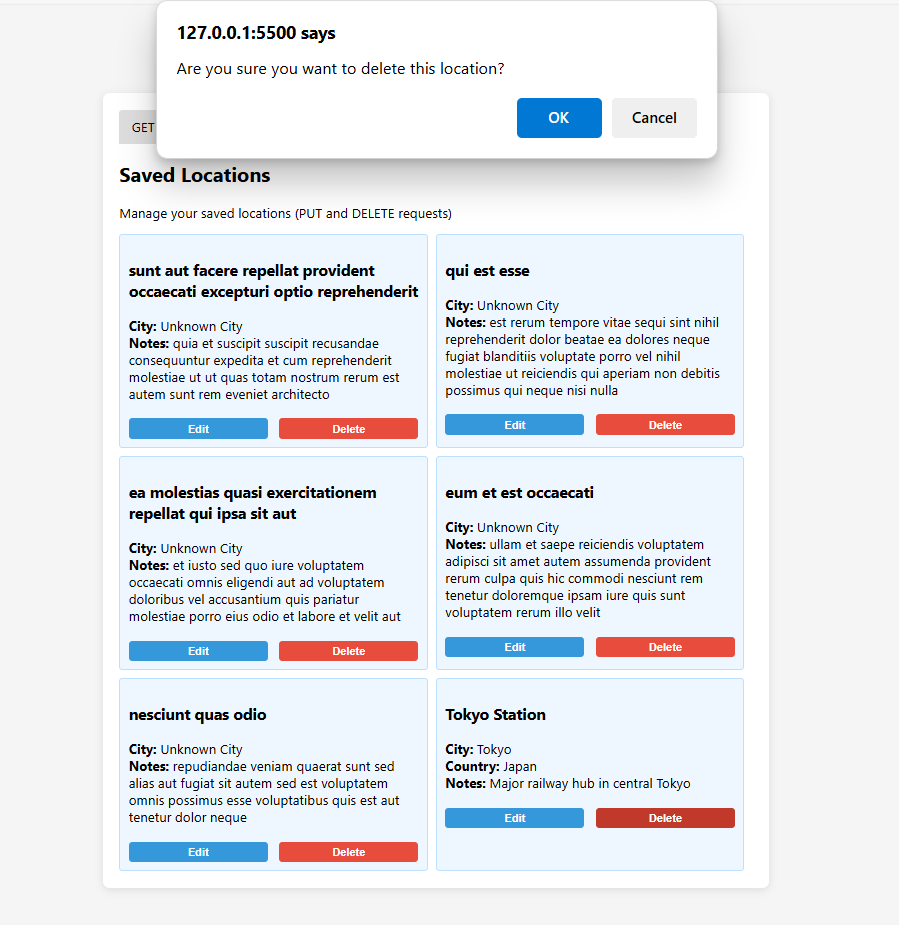 127.0.0.1:5500 says
Are you sure you want to delete this location?
OK
Cancel
GET
Saved Locations
Manage your saved locations (PUT and DELETE requests)
sunt aut facere repellat provident
occaecati excepturi optio reprehenderit
City: Unknown City
Notes: quia et suscipit suscipit recusandae
consequuntur expedita et cum reprehenderit
molestiae ut ut quas totam nostrum rerum est
autem sunt rem eveniet architecto
Edit
Delete
qui est esse
City: Unknown City
Notes: est rerum tempore vitae sequi sint nihil
reprehenderit dolor beatae ea dolores neque
fugiat blanditiis voluptate porro vel nihil
molestiae ut reiciendis qui aperiam non debitis
possimus qui neque nisi nulla
Edit
Delete
ea molestias quasi exercitationem
repellat qui ipsa sit aut
City: Unknown City
Notes: et iusto sed quo iure voluptatem
occaecati omnis eligendi aut ad voluptatem
doloribus vel accusantium quis pariatur
molestiae porro eius odio et labore et velit aut
Edit
Delete
eum et est occaecati
City: Unknown City
Notes: ullam et saepe reiciendis voluptatem
adipisci sit amet autem assumenda provident
rerum culpa quis hic commodi nesciunt rem
tenetur doloremque ipsam iure quis sunt
voluptatem rerum illo velit
Edit
Delete
nesciunt quas odio
City: Unknown City
Notes: repudiandae veniam quaerat sunt sed
alias aut fugiat sit autem sed est voluptatem
omnis possimus esse voluptatibus quis est aut
tenetur dolor neque
Edit
Delete
Tokyo Station
City: Tokyo
Country: Japan
Notes: Major railway hub in central Tokyo
Edit
Delete